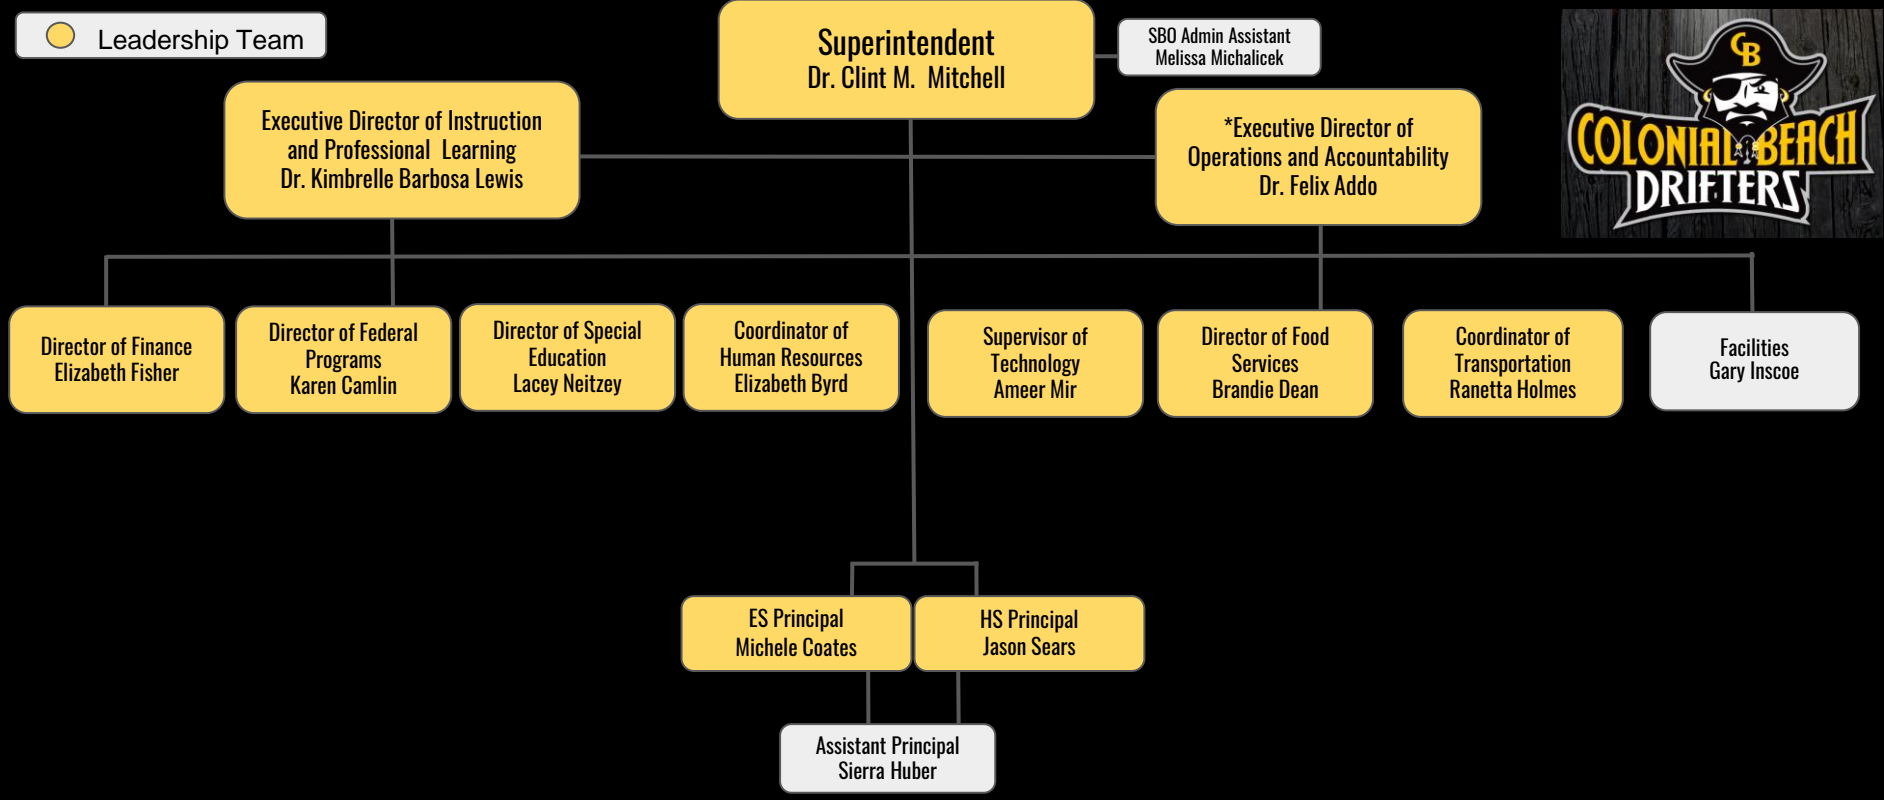 Leadership Team
Superintendent
Dr. Clint M. Mitchell
SBO Admin Assistant
Melissa Michalicek
CB
COLONIAL BEACH
DRIFTERS
Executive Director of Instruction
and Professional Learning
Dr. Kimbrelle Barbosa Lewis
*Executive Director of
Operations and Accountability
Dr. Felix Addo
Director of Finance
Elizabeth Fisher
Director of Federal
Programs
Karen Camlin
Director of Special
Education
Lacey Neitzey
Coordinator of
Human Resources
Elizabeth Byrd
Supervisor of
Technology
Ameer Mir
Director of Food
Services
Brandie Dean
Coordinator of
Transportation
Ranetta Holmes
Facilities
Gary Inscoe
ES Principal
Michele Coates
HS Principal
Jason Sears
Assistant Principal
Sierra Huber